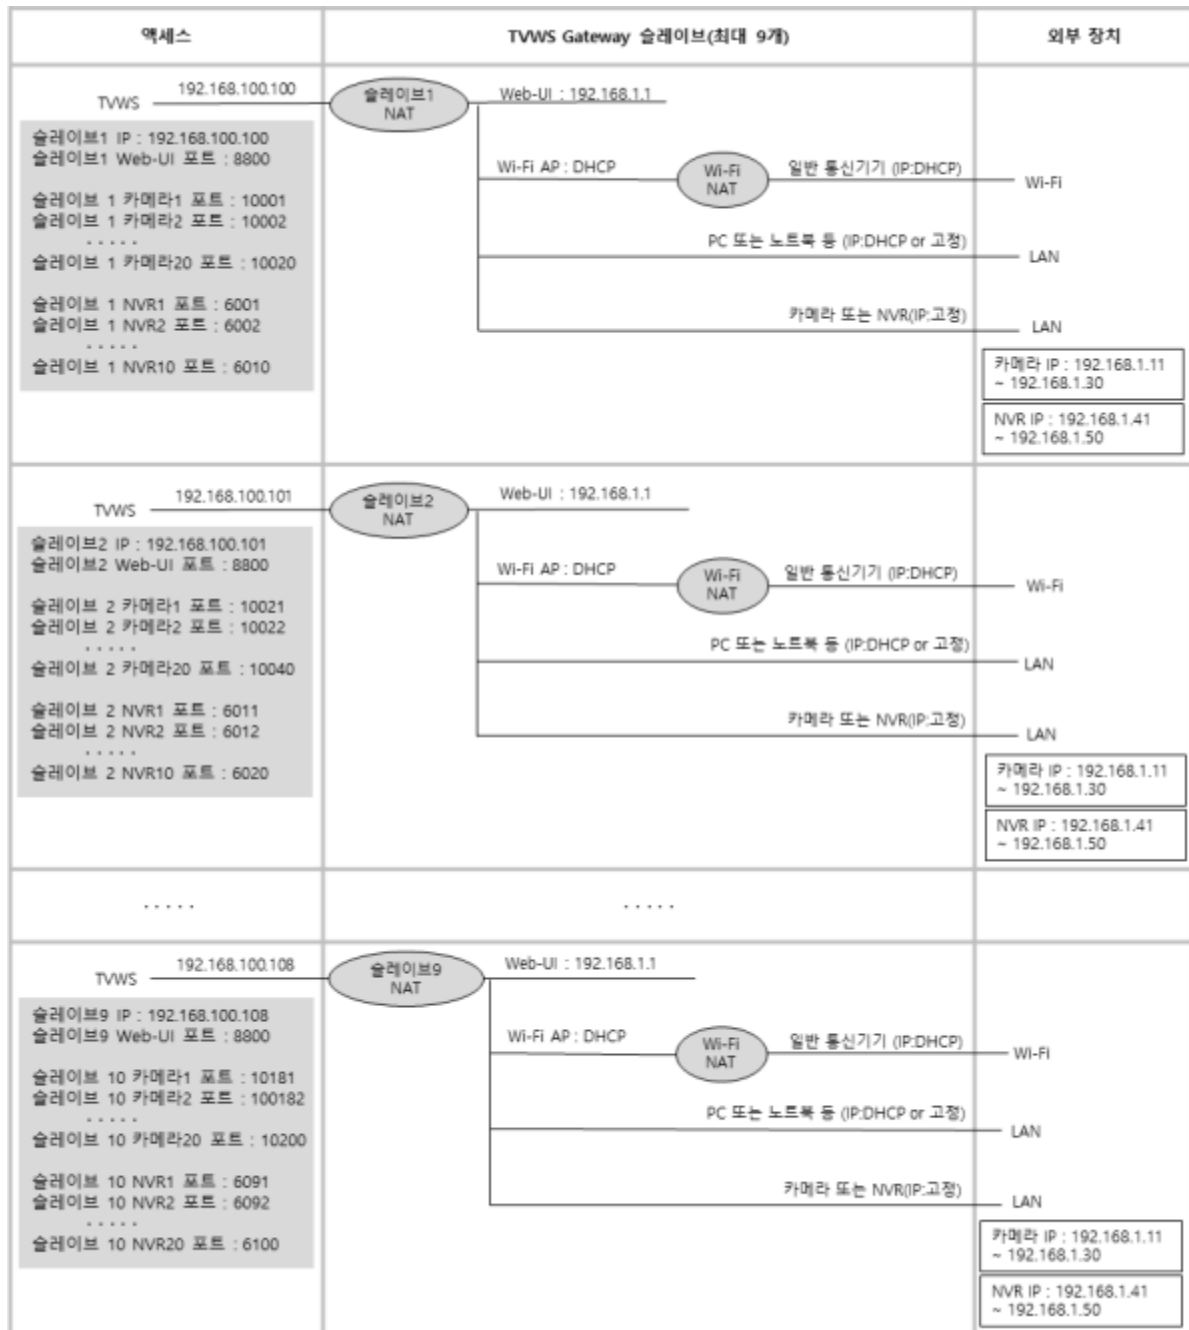 액세스
TVWS Gateway 슬레이브(최대 9개)
외부 장치
TVWS
192.168.100.100
슬레이브1
NAT
Web-UI : 192.168.1.1
슬레이브1 IP : 192.168.100.100
슬레이브1 Web-UI 포트 : 8800
슬레이브 1 카메라1 포트 : 10001
슬레이브 1 카메라2 포트 : 10002
. . . . .
슬레이브 1 카메라20 포트 : 10020
슬레이브 1 NVR1 포트 : 6001
슬레이브 1 NVR2 포트 : 6002
. . . . .
슬레이브 1 NVR10 포트 : 6010
Wi-Fi AP : DHCP
Wi-Fi
NAT
일반 통신기기 (IP:DHCP)
Wi-Fi
PC 또는 노트북 등 (IP:DHCP or 고정)
LAN
카메라 또는 NVR(IP:고정)
LAN
카메라 IP : 192.168.1.11
~ 192.168.1.30
NVR IP : 192.168.1.41
~ 192.168.1.50
TVWS
192.168.100.101
슬레이브2
NAT
Web-UI : 192.168.1.1
슬레이브2 IP : 192.168.100.101
슬레이브2 Web-UI 포트 : 8800
슬레이브 2 카메라1 포트 : 10021
슬레이브 2 카메라2 포트 : 10022
. . . . .
슬레이브 2 카메라20 포트 : 10040
슬레이브 2 NVR1 포트 : 6011
슬레이브 2 NVR2 포트 : 6012
. . . . .
슬레이브 2 NVR10 포트 : 6020
Wi-Fi AP : DHCP
Wi-Fi
NAT
일반 통신기기 (IP:DHCP)
Wi-Fi
PC 또는 노트북 등 (IP:DHCP or 고정)
LAN
카메라 또는 NVR(IP:고정)
LAN
카메라 IP : 192.168.1.11
~ 192.168.1.30
NVR IP : 192.168.1.41
~ 192.168.1.50
. . . . .
. . . . .
TVWS
192.168.100.108
슬레이브9
NAT
Web-UI : 192.168.1.1
슬레이브9 IP : 192.168.100.108
슬레이브9 Web-UI 포트 : 8800
슬레이브 10 카메라1 포트 : 10181
슬레이브 10 카메라2 포트 : 100182
. . . . .
슬레이브 10 카메라20 포트 : 10200
슬레이브 10 NVR1 포트 : 6091
슬레이브 10 NVR2 포트 : 6092
. . . . .
슬레이브 10 NVR20 포트 : 6100
Wi-Fi AP : DHCP
Wi-Fi
NAT
일반 통신기기 (IP:DHCP)
Wi-Fi
PC 또는 노트북 등 (IP:DHCP or 고정)
LAN
카메라 또는 NVR(IP:고정)
LAN
카메라 IP : 192.168.1.11
~ 192.168.1.30
NVR IP : 192.168.1.41
~ 192.168.1.50